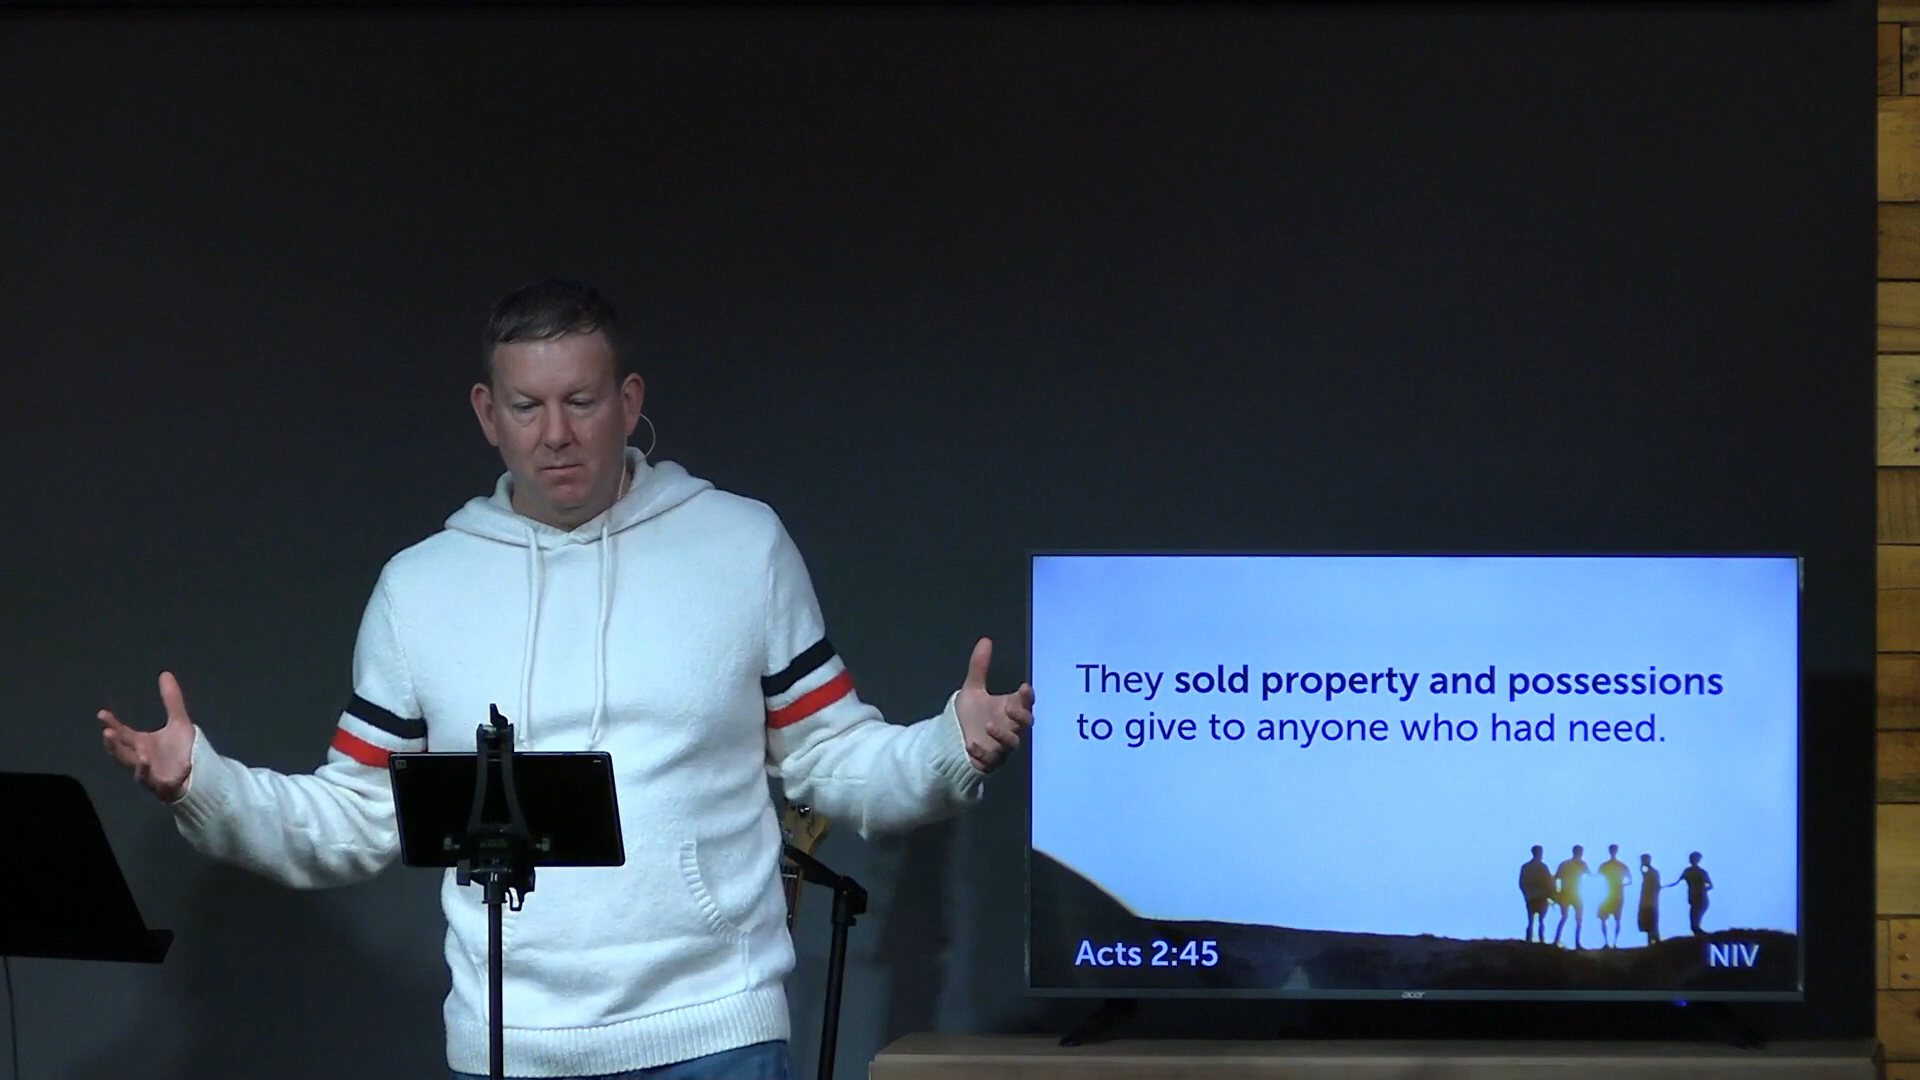 They sold property and possessions
to give to anyone who had need.
Acts 2:45
NIV
acer